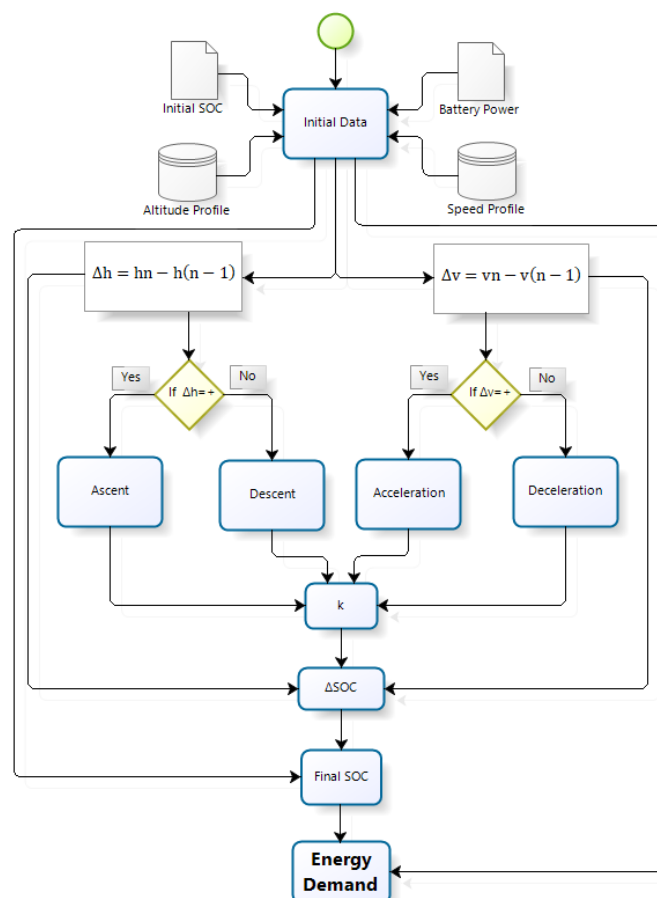 Initial SOC
Battery Power
Initial Data
Altitude Profile
Speed Profile
Δh = hn − h(n − 1)
Δv = vn − v(n − 1)
Yes
If Δh= +
No
Yes
If Δv= +
No
Ascent
Descent
Acceleration
Deceleration
k
ΔSOC
Final SOC
Energy
Demand